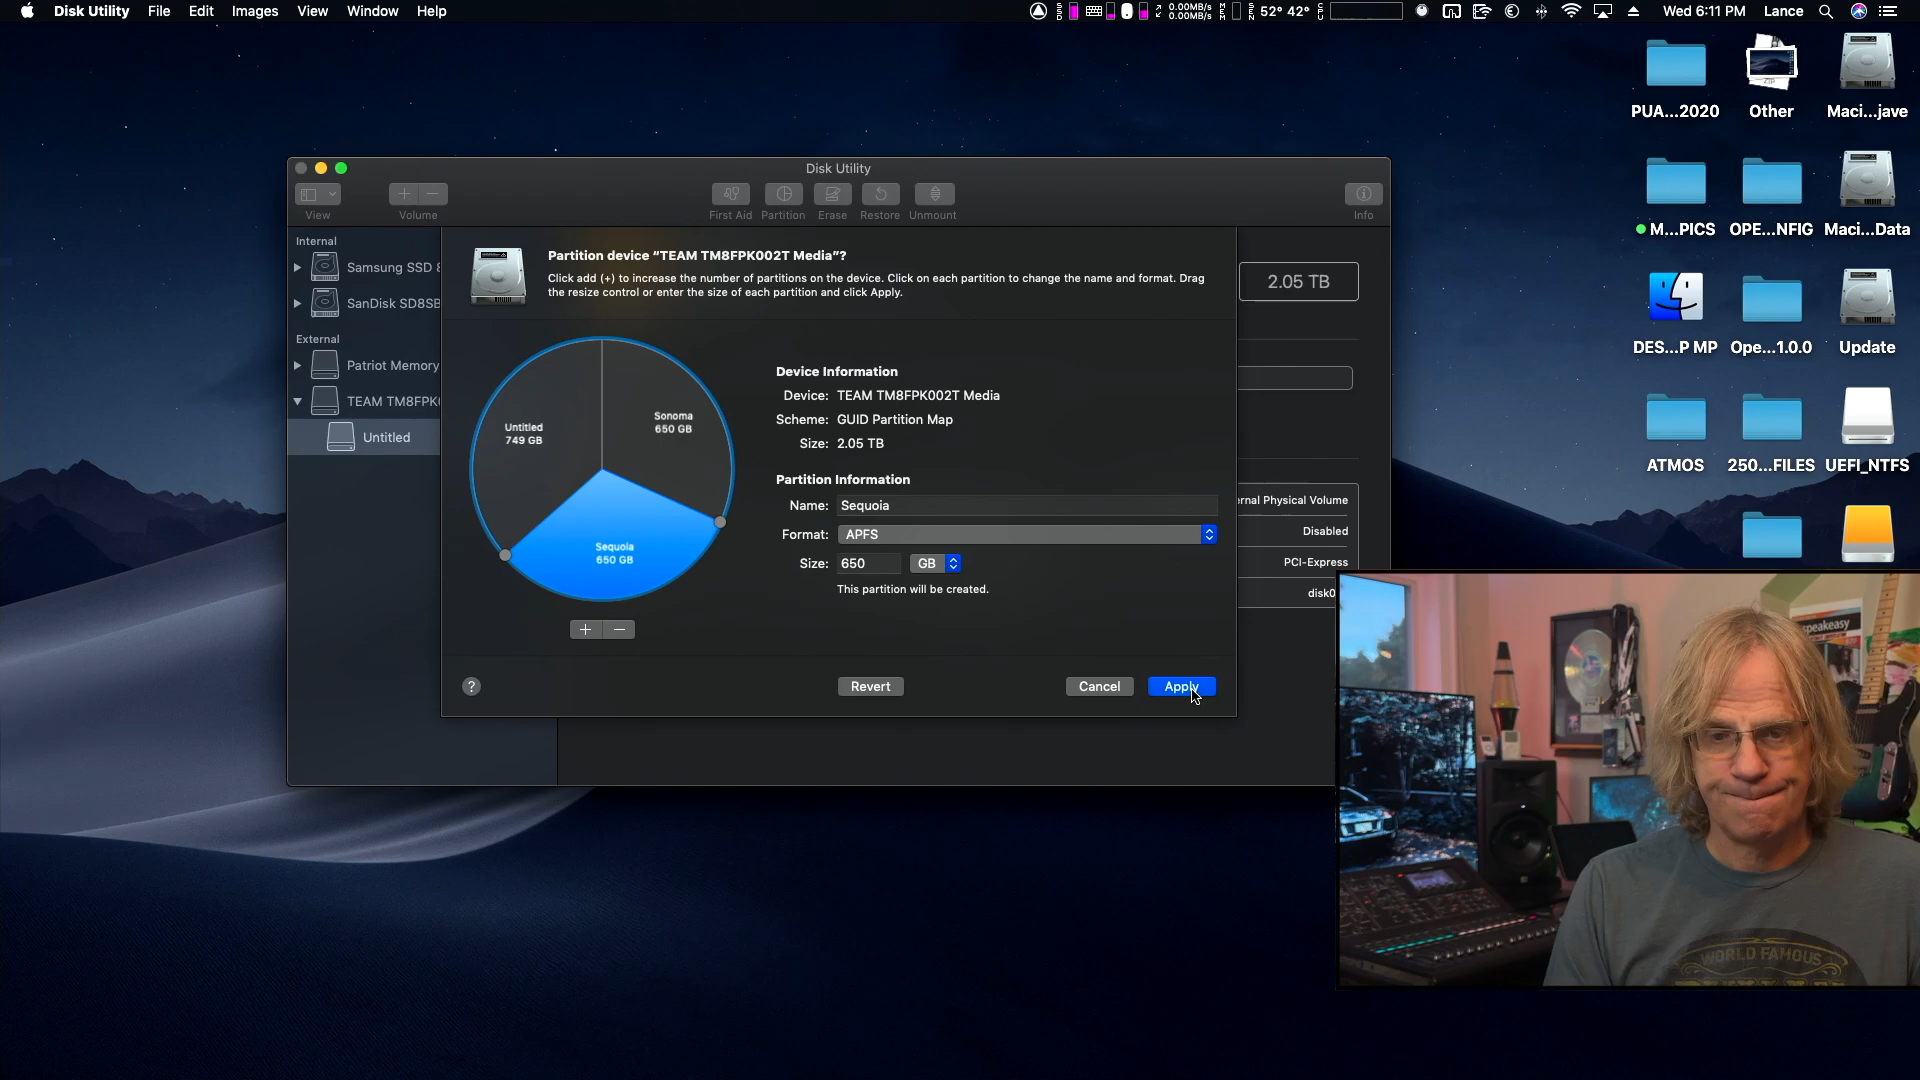 Disk Utility File Edit Images View Window Help
0.00MB/s
0.00MB/s
52° 42°
Wed 6:11 PM Lance
PUA...2020 Other Maci...jave
M...PICS OPE...NFIG Maci...Data
DES...P MP Ope...1.0.0 Update
ATMOS 250...FILES UEFI_NTFS
Disk Utility
View Volume First Aid Partition Erase Restore Unmount Info
Internal
Samsung SSD
SanDisk SD8SB
External
Patriot Memory
TEAM TM8FPK
Untitled
Partition device “TEAM TM8FPK002T Media”?
Click add (+) to increase the number of partitions on the device. Click on each partition to change the name and format. Drag
the resize control or enter the size of each partition and click Apply.
2.05 TB
Untitled
749 GB
Sonoma
650 GB
Sequoia
650 GB
Device Information
Device: TEAM TM8FPK002T Media
Scheme: GUID Partition Map
Size: 2.05 TB
Partition Information
Name: Sequoia
Format: APFS
Size: 650 GB
This partition will be created.
ernal Physical Volume
Disabled
PCI-Express
disk0
? Revert Cancel Apply
speakeasy
WORLD FAMOUS